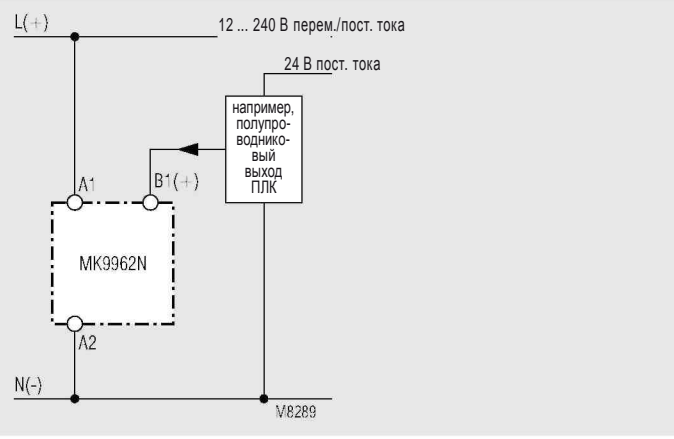 L(+)
12 ... 240 В перем./пост. тока
24 В пост. тока
например,
полупро-
воднико-
вый
выход
ПЛК
A1
B1(+)
MK9962N
A2
N(-)
M8289